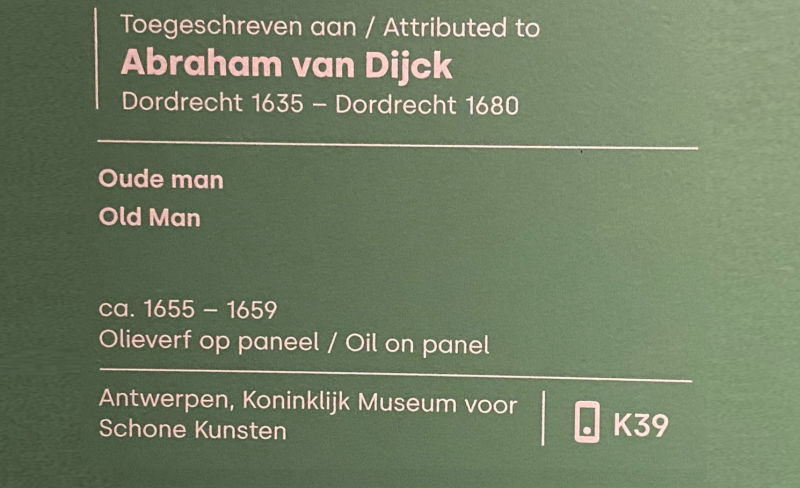 Toegeschreven aan / Attributed to
Abraham van Dijck
Dordrecht 1635 – Dordrecht 1680
Oude man
Old Man
ca. 1655 – 1659
Olieverf op paneel / Oil on panel
Antwerpen, Koninklijk Museum voor
Schone Kunsten
K39